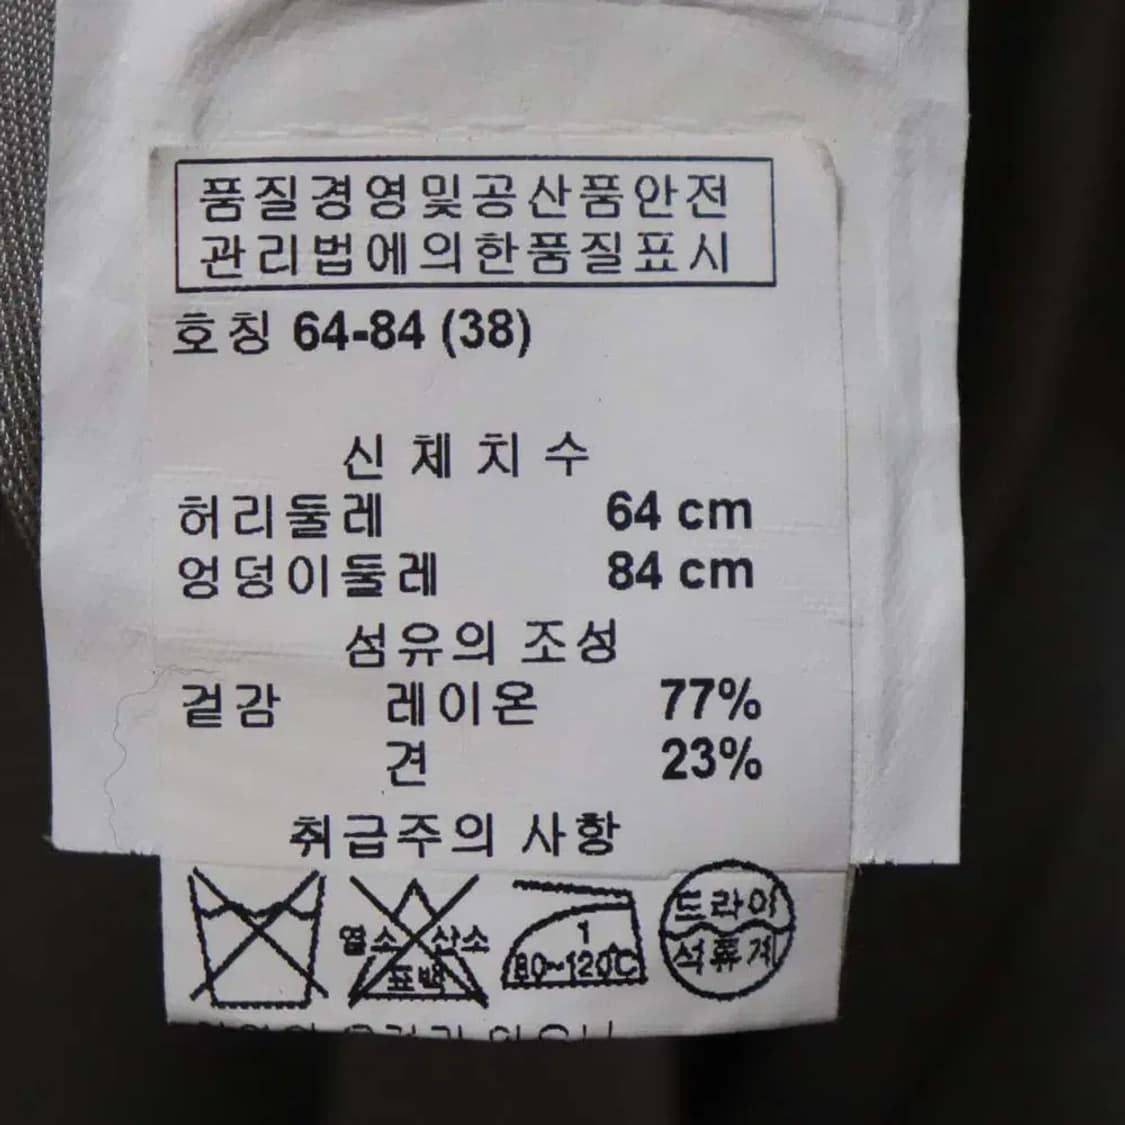 품질경영및공산품안전
관리법에의한품질표시
호칭 64-84 (38)
신체치수
허리둘레 64 cm
엉덩이둘레 84 cm
섬유의 조성
겉감 레이온 77%
견 23%
취급주의 사항
염소 산소
표백
1
80~120℃
드라이
석류계